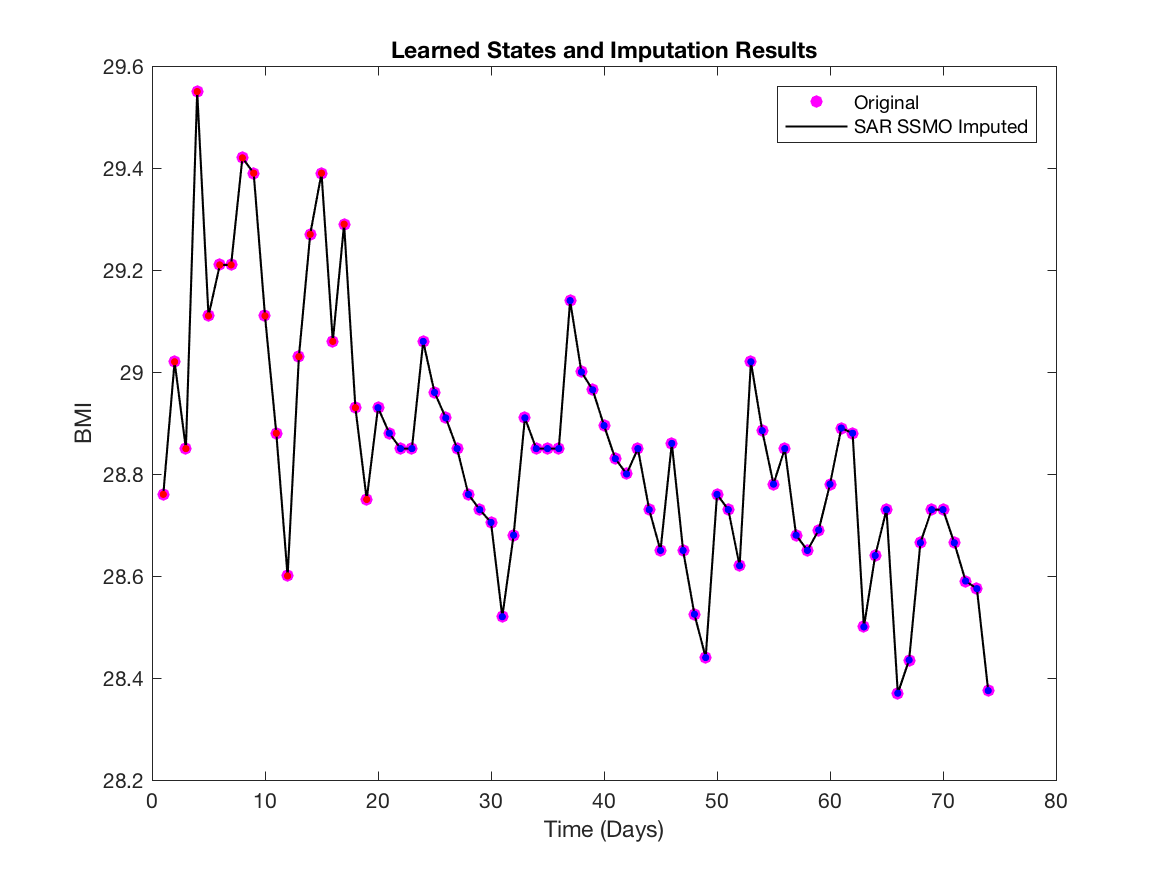 Learned States and Imputation Results
Original
SAR SSMO Imputed
29.6
29.4
29.2
29
28.8
28.6
28.4
28.2
BMI
0 10 20 30 40 50 60 70 80
Time (Days)